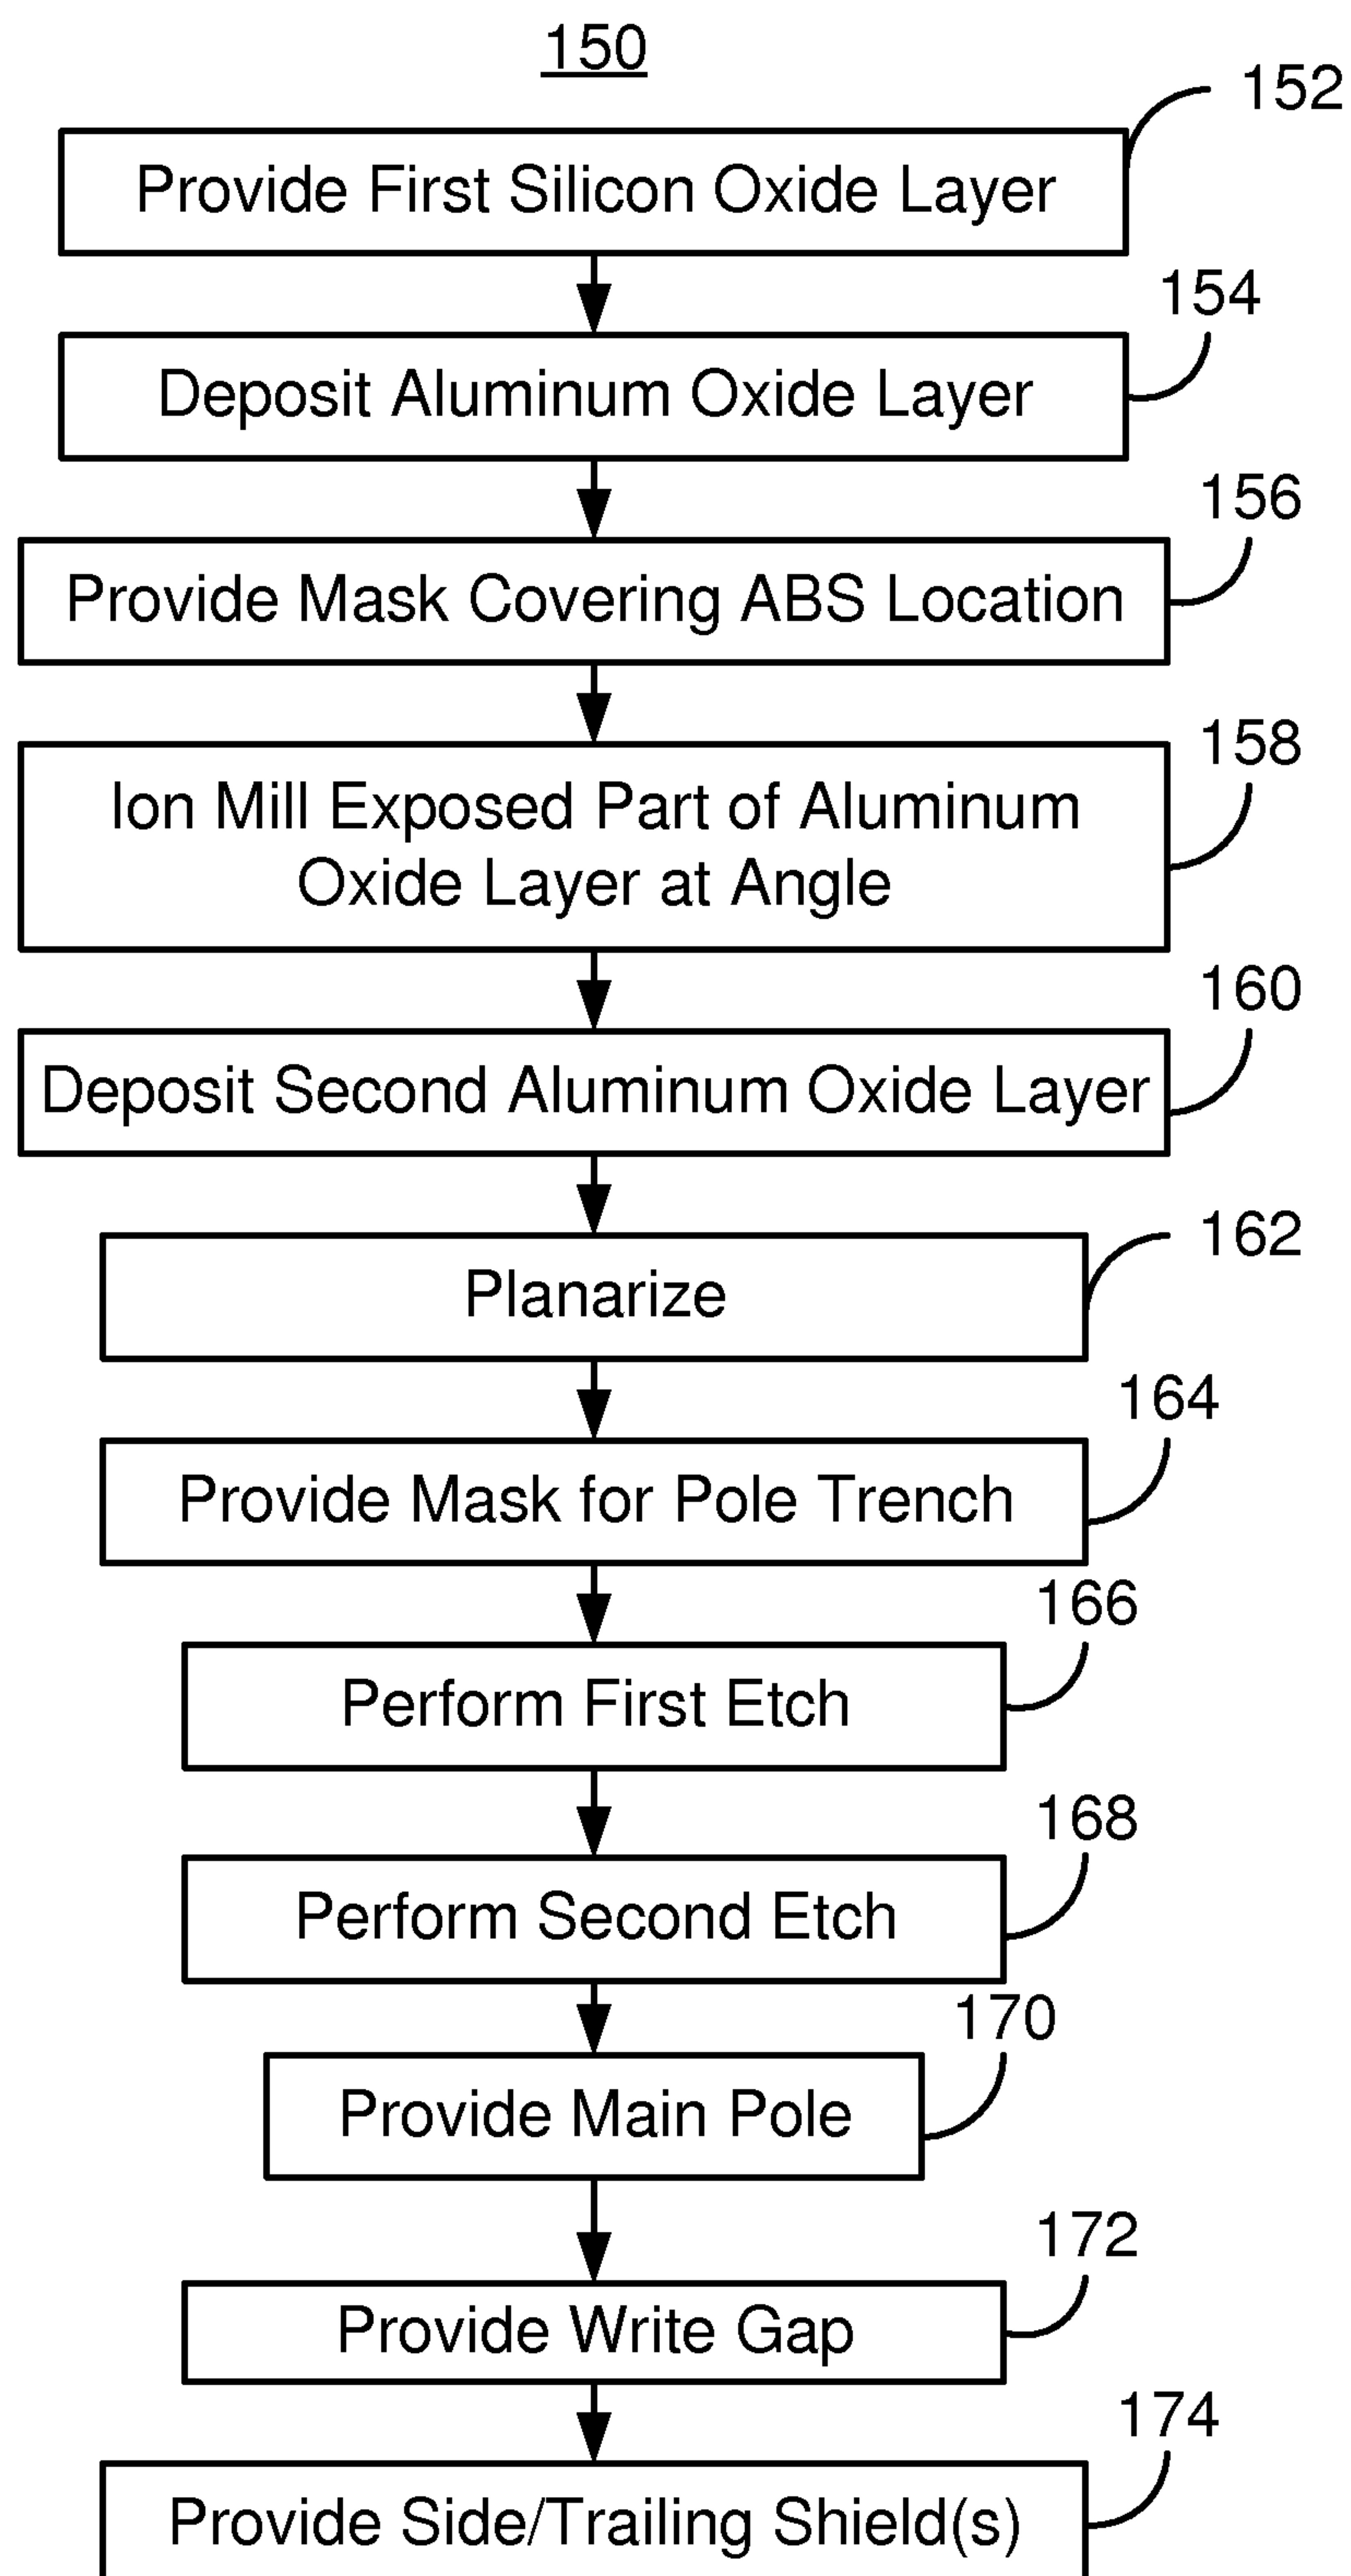 150
152
Provide First Silicon Oxide Layer
154
Deposit Aluminum Oxide Layer
156
Provide Mask Covering ABS Location
158
Ion Mill Exposed Part of Aluminum
Oxide Layer at Angle
160
Deposit Second Aluminum Oxide Layer
162
Planarize
164
Provide Mask for Pole Trench
166
Perform First Etch
168
Perform Second Etch
170
Provide Main Pole
172
Provide Write Gap
174
Provide Side/Trailing Shield(s)